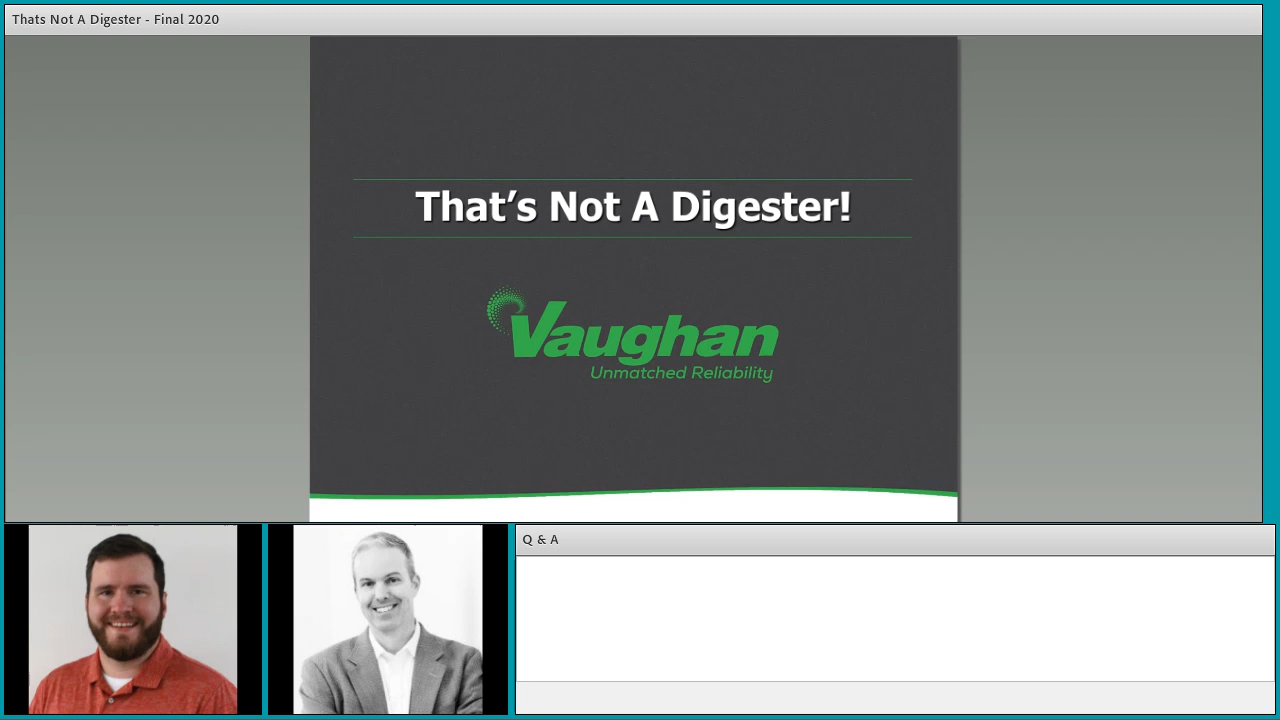 Thats Not A Digester - Final 2020
That’s Not A Digester!
Vaughan
Unmatched Reliability
Q & A